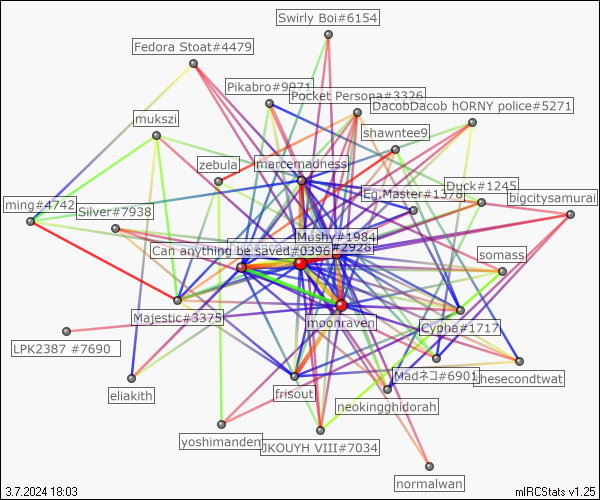 Swirly Boi#6154
Fedora Stoat#4479
Pikabro#9971
Pocket Persona#3326
DacobDacob hORNY police#5271
mukszi
shawntee9
zebula
marcemadness
Duck#1245
Eg.Master#1378
bigcitysamurai
ming#4742
Silver#7938
Mushy#1984
Can anything be saved#0396
#2928
somass
Majestic#3375
moonraven
Cypha#1717
LPK2387 #7690
Madネコ#6901
thesecondtwat
eliakith
frisout
neokingghidorah
yoshimanden
JKOUYH VIII#7034
normalwan
3.7.2024 18:03
mIRCStats v1.25